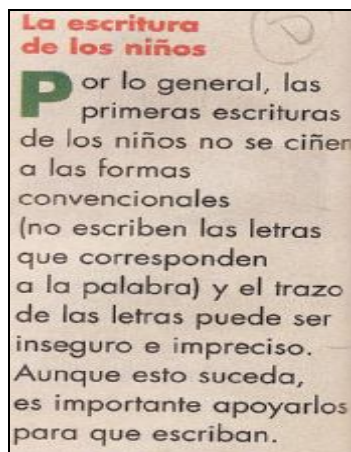 La escritura
de los niños
Por lo general, las
primeras escrituras
de los niños no se ciñen
a las formas
convencionales
(no escriben las letras
que corresponden
a la palabra) y el trazo
de las letras puede ser
inseguro e impreciso.
Aunque esto suceda,
es importante apoyarlos
para que escriban.